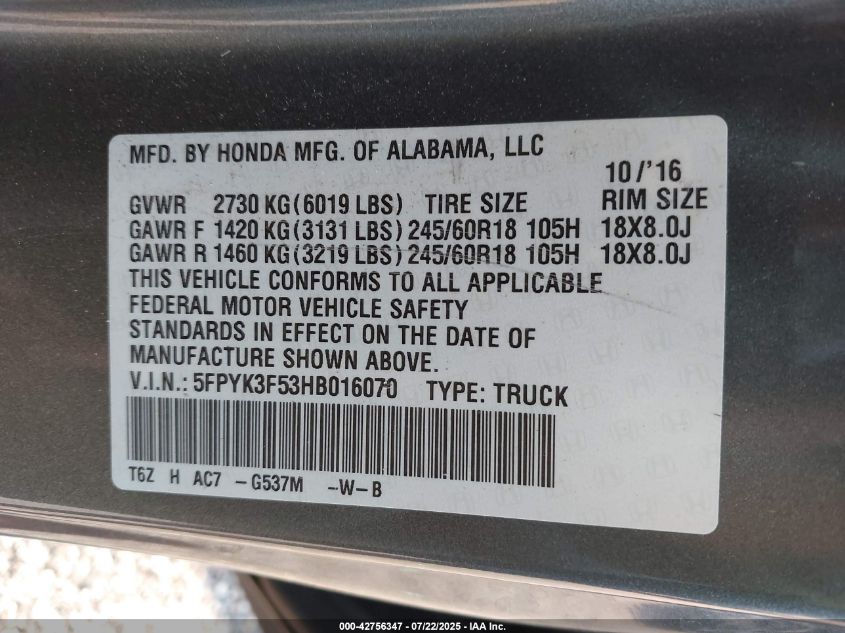 MFD. BY HONDA MFG. OF ALABAMA, LLC
10/'16
GVWR 2730 KG(6019 LBS) TIRE SIZE RIM SIZE
GAWR F 1420 KG(3131 LBS) 245/60R18 105H 18X8.0J
GAWR R 1460 KG(3219 LBS) 245/60R18 105H 18X8.0J
THIS VEHICLE CONFORMS TO ALL APPLICABLE
FEDERAL MOTOR VEHICLE SAFETY
STANDARDS IN EFFECT ON THE DATE OF
MANUFACTURE SHOWN ABOVE.
V.I.N.: 5FPYK3F53HB016070 TYPE: TRUCK
T6Z H AC7 -G537M -W-B
000-42756347 - 07/22/2025 - IAA Inc.